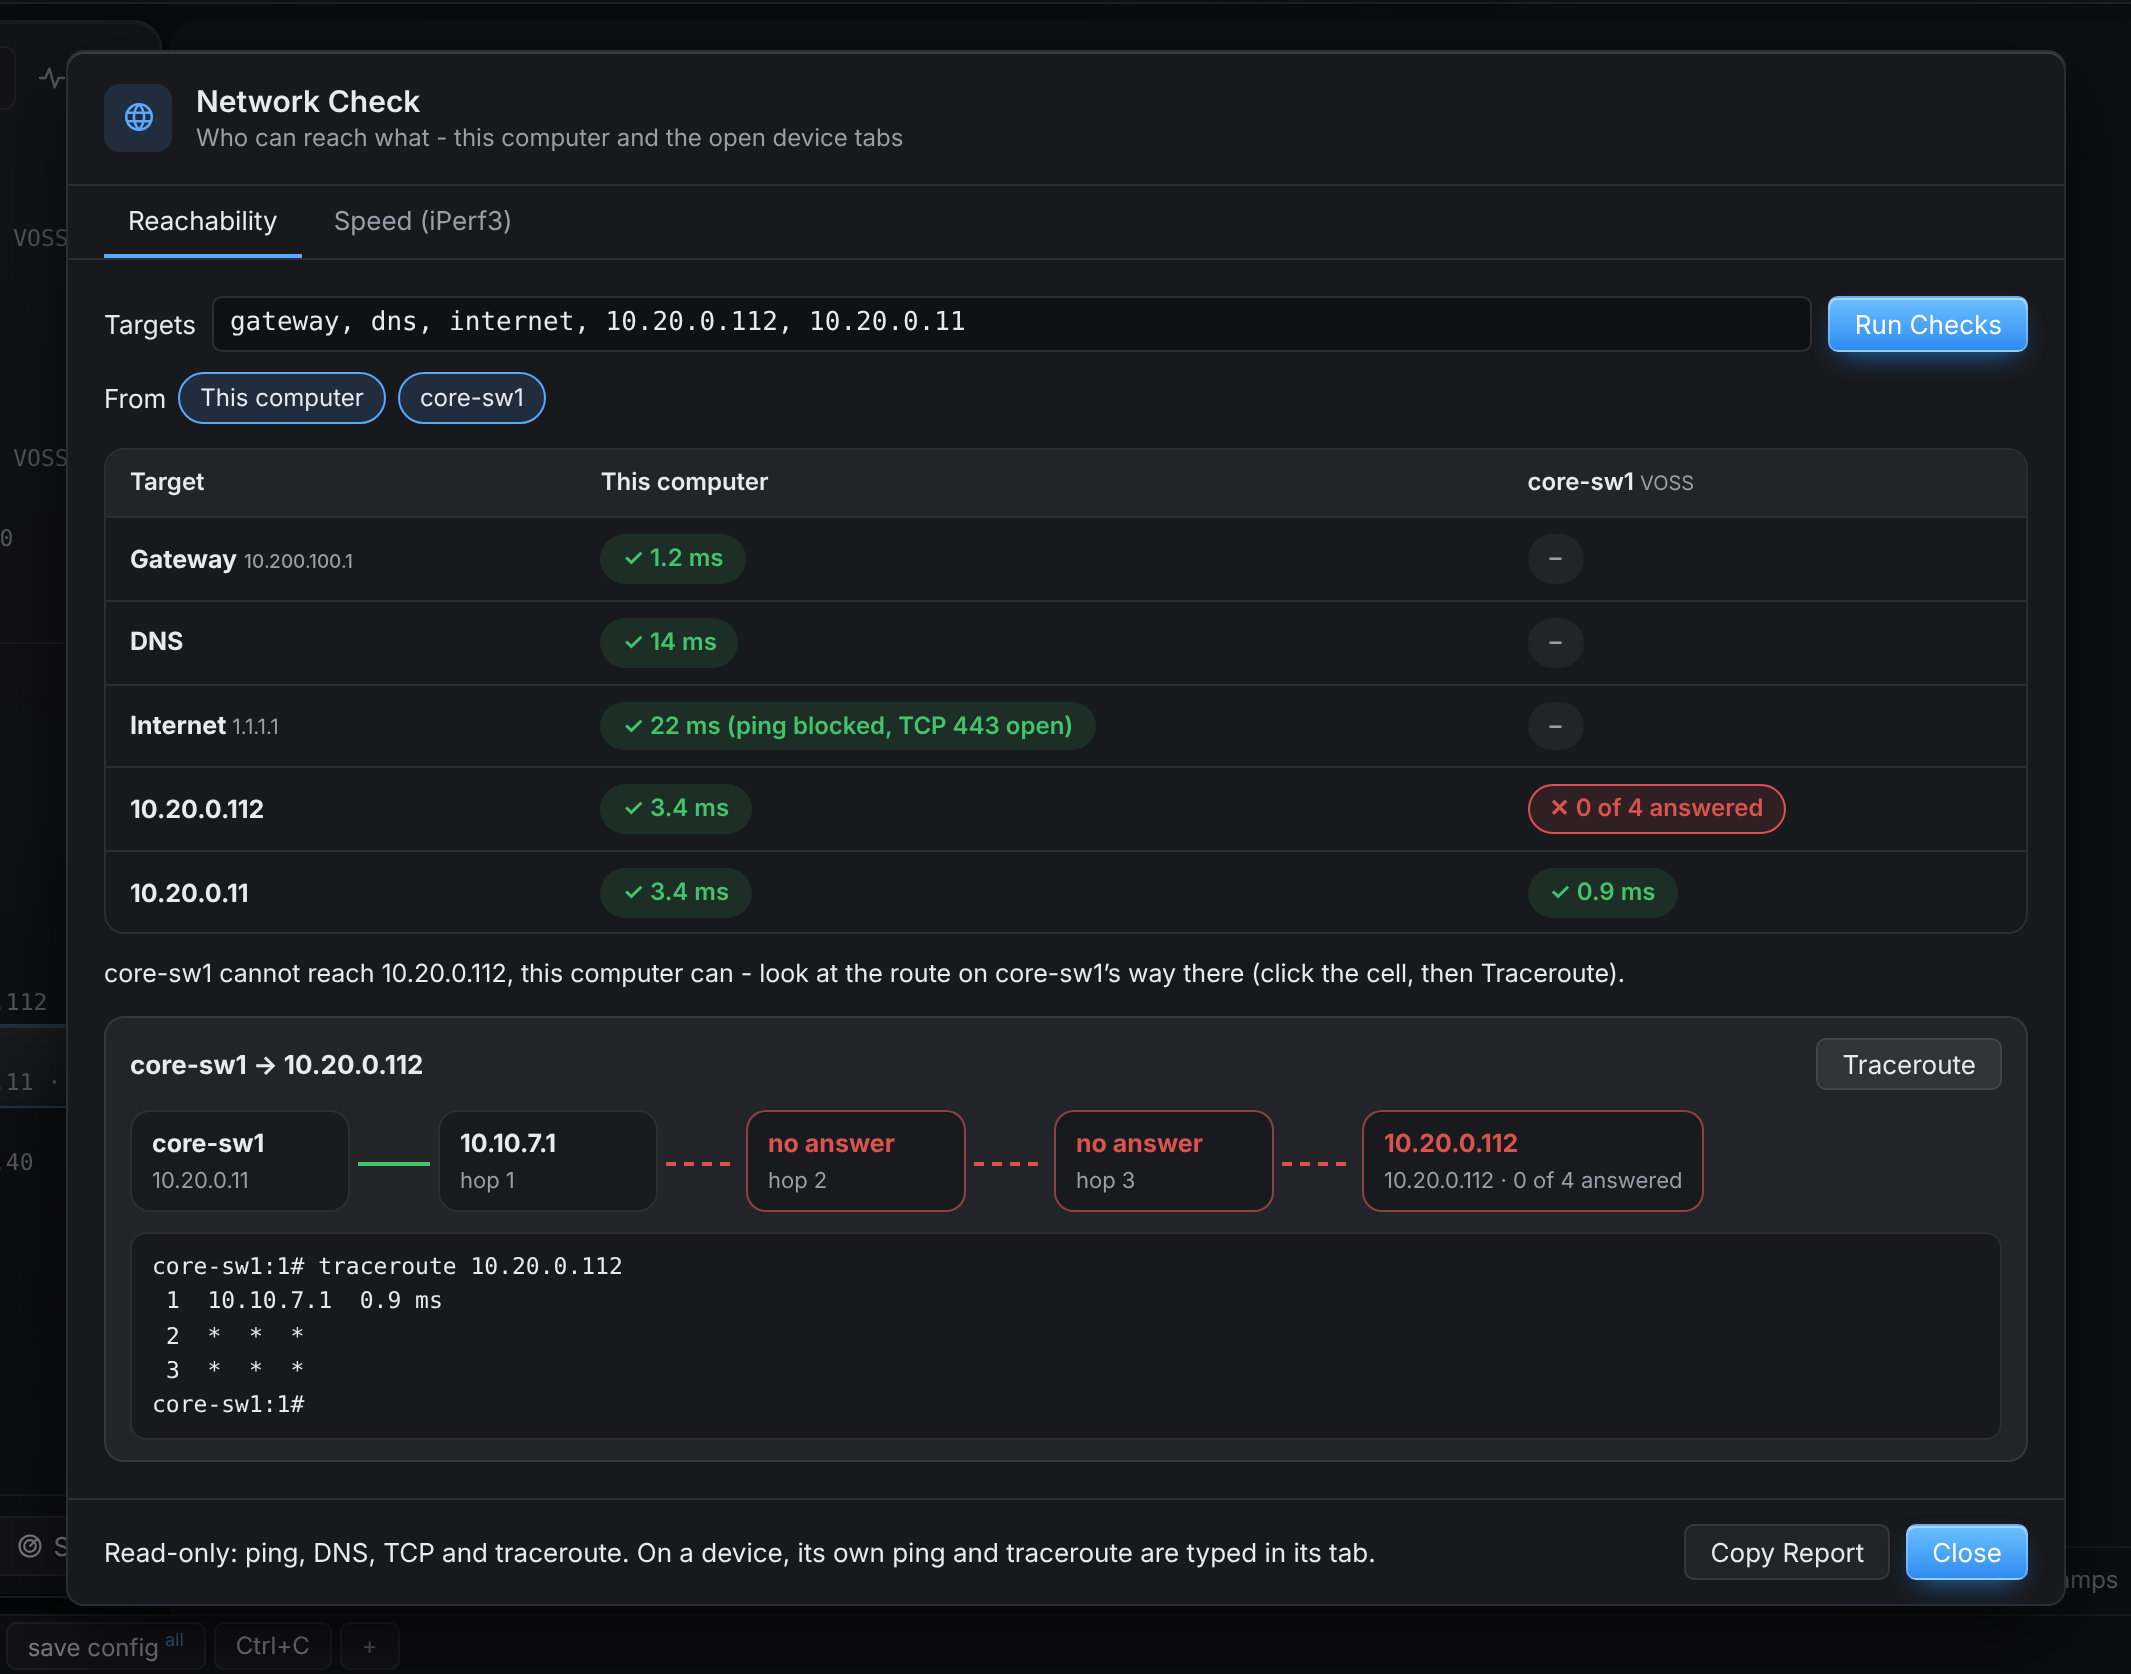 Network Check
Who can reach what - this computer and the open device tabs
Reachability
Speed (iPerf3)
Targets
gateway, dns, internet, 10.20.0.112, 10.20.0.11
Run Checks
From
This computer
core-sw1
Target
This computer
core-sw1 VOSS
Gateway 10.200.100.1
✓ 1.2 ms
–
DNS
✓ 14 ms
–
Internet 1.1.1.1
✓ 22 ms (ping blocked, TCP 443 open)
–
10.20.0.112
✓ 3.4 ms
✕ 0 of 4 answered
10.20.0.11
✓ 3.4 ms
✓ 0.9 ms
core-sw1 cannot reach 10.20.0.112, this computer can - look at the route on core-sw1’s way there (click the cell, then Traceroute).
core-sw1 → 10.20.0.112
Traceroute
core-sw1
10.20.0.11
10.10.7.1
hop 1
no answer
hop 2
no answer
hop 3
10.20.0.112
10.20.0.112 · 0 of 4 answered
core-sw1:1# traceroute 10.20.0.112
1 10.10.7.1 0.9 ms
2 * * *
3 * * *
core-sw1:1#
Read-only: ping, DNS, TCP and traceroute. On a device, its own ping and traceroute are typed in its tab.
Copy Report
Close
VOSS
VOSS
0
.112
.11 ·
.40
save config all
Ctrl+C
+